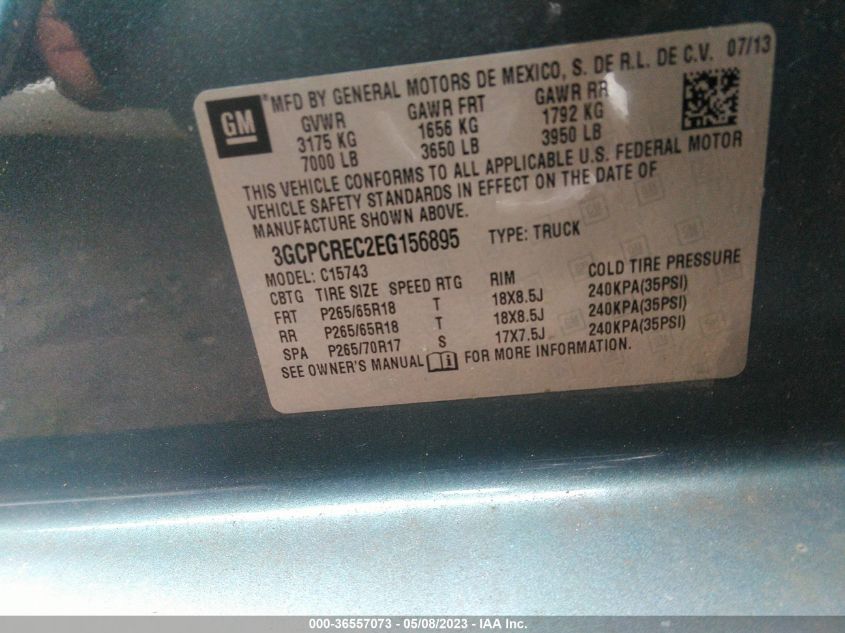 MFD BY GENERAL MOTORS DE MEXICO, S. DE R.L. DE C.V. 07/13
GM
GVWR GAWR FRT GAWR RR
3175 KG 1656 KG 1792 KG
7000 LB 3650 LB 3950 LB
THIS VEHICLE CONFORMS TO ALL APPLICABLE U.S. FEDERAL MOTOR
VEHICLE SAFETY STANDARDS IN EFFECT ON THE DATE OF
MANUFACTURE SHOWN ABOVE.
3GCPCREC2EG156895 TYPE: TRUCK
MODEL: C15743
CBTG TIRE SIZE SPEED RTG RIM COLD TIRE PRESSURE
FRT P265/65R18 T 18X8.5J 240KPA(35PSI)
RR P265/65R18 T 18X8.5J 240KPA(35PSI)
SPA P265/70R17 S 17X7.5J 240KPA(35PSI)
SEE OWNER'S MANUAL FOR MORE INFORMATION.
000-36557073 — 05/08/2023 - IAA Inc.